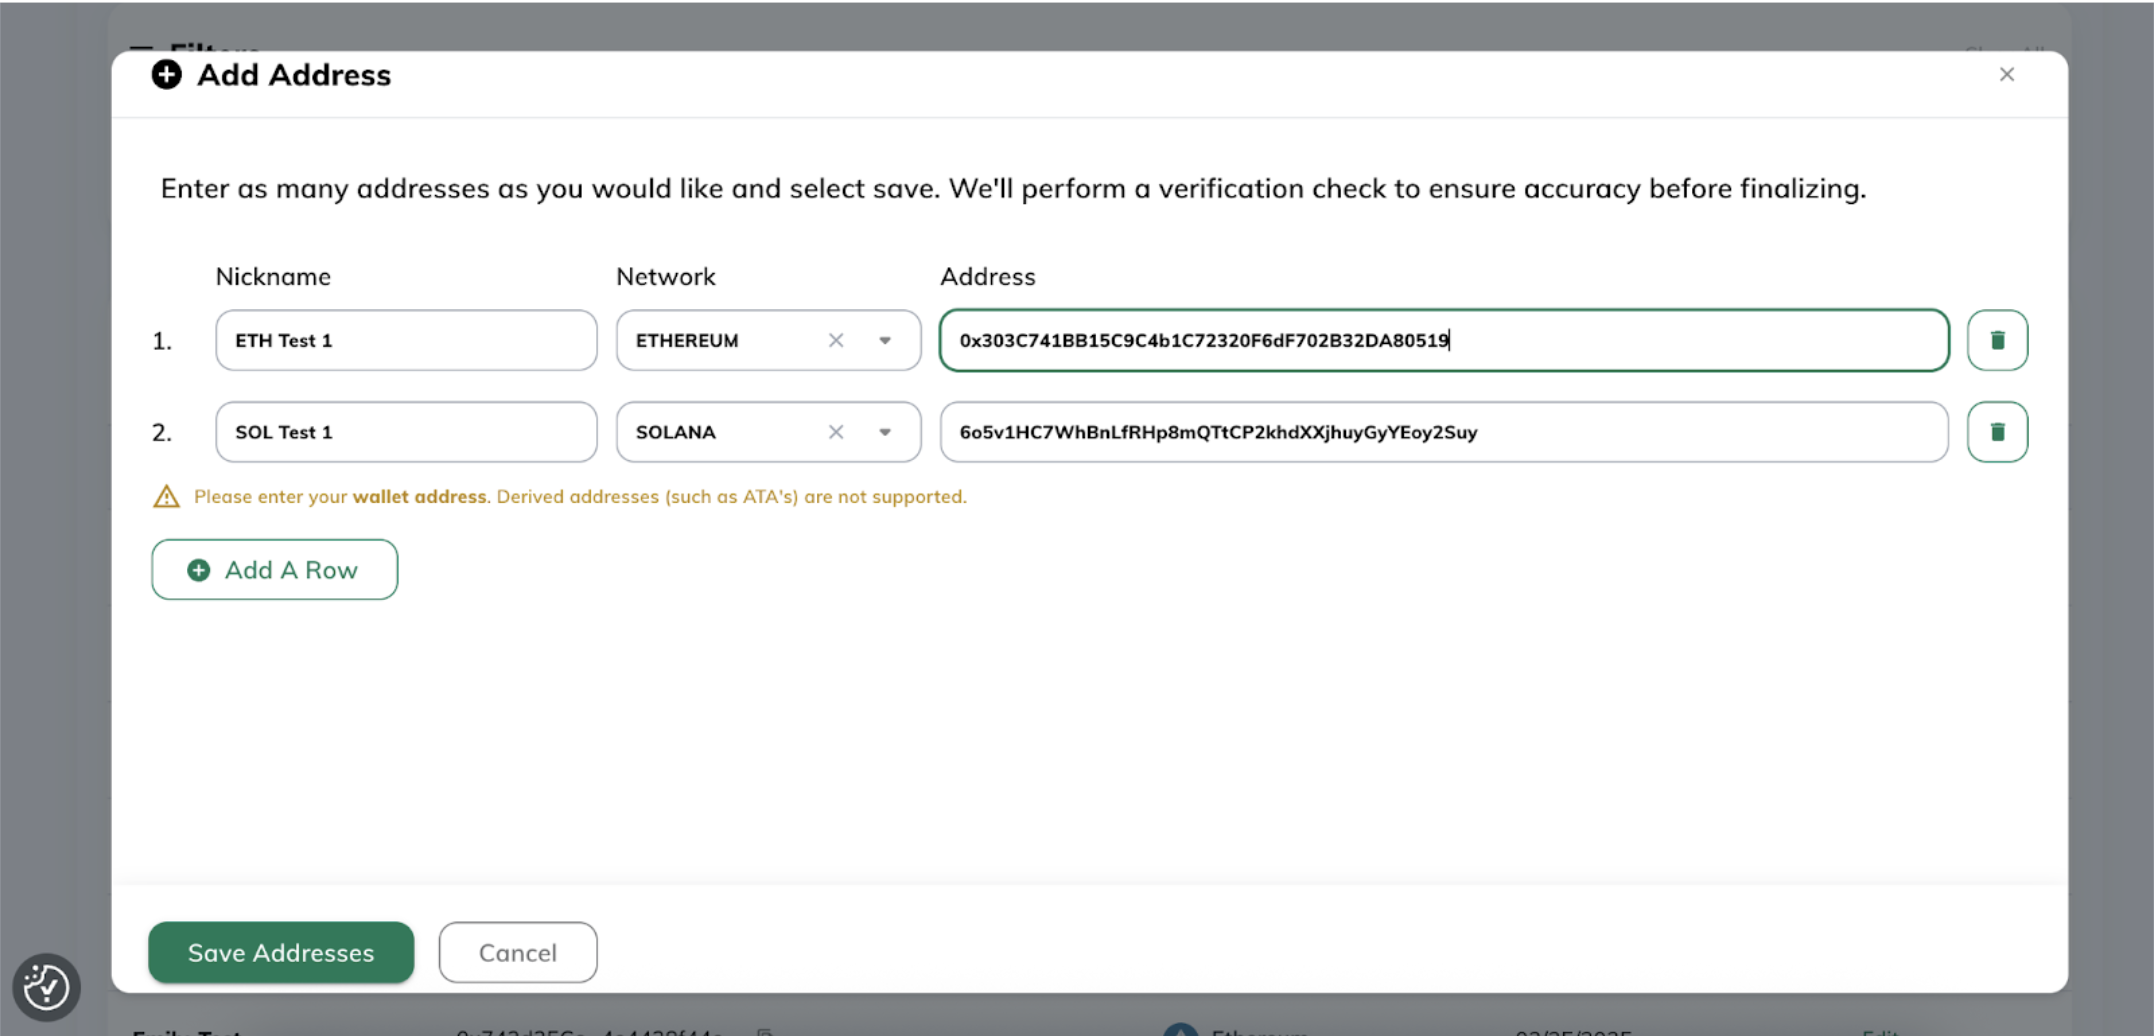 Add Address
Enter as many addresses as you would like and select save. We'll perform a verification check to ensure accuracy before finalizing.
Nickname Network Address
1. ETH Test 1 ETHEREUM 0x303C741BB15C9C4b1C72320F6dF702B32DA80519
2. SOL Test 1 SOLANA 6o5v1HC7WhBnLfRHp8mQTtCP2khdXXjhuyGyYEoy2Suy
Please enter your wallet address. Derived addresses (such as ATA's) are not supported.
Add A Row
Save Addresses Cancel